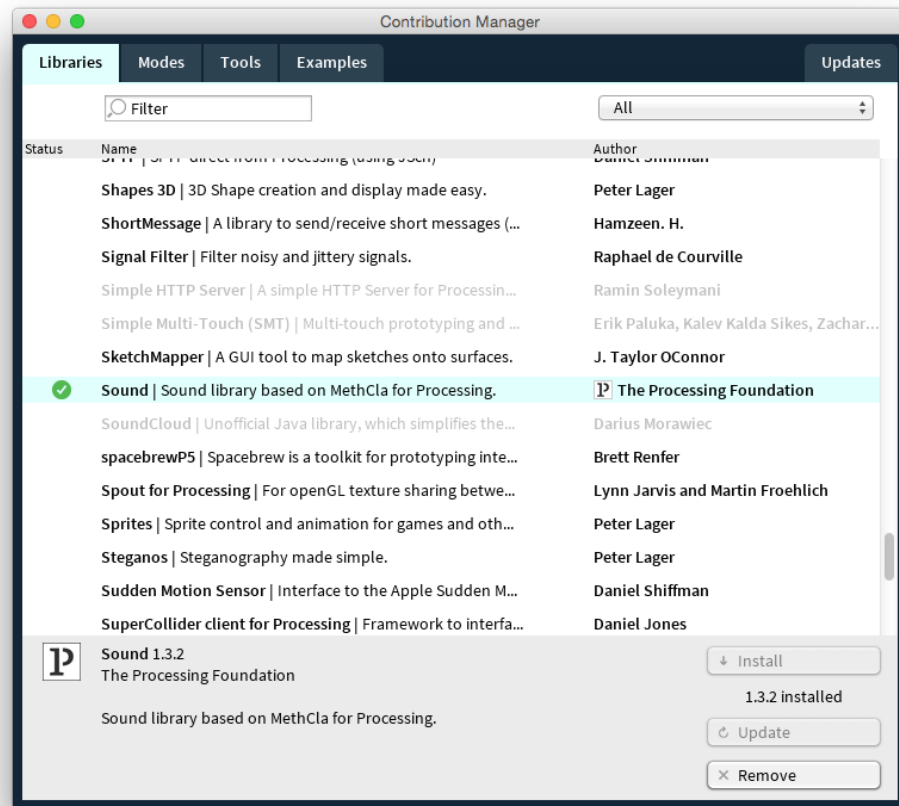 Contribution Manager
Libraries Modes Tools Examples Updates
Filter All
Status Name Author
SFTP | SFTP direct from Processing (using JSch) Daniel Shiffman
Shapes 3D | 3D Shape creation and display made easy. Peter Lager
ShortMessage | A library to send/receive short messages (... Hamzeen. H.
Signal Filter | Filter noisy and jittery signals. Raphael de Courville
Simple HTTP Server | A simple HTTP Server for Processin... Ramin Soleymani
Simple Multi-Touch (SMT) | Multi-touch prototyping and ... Erik Paluka, Kalev Kalda Sikes, Zachar...
SketchMapper | A GUI tool to map sketches onto surfaces. J. Taylor OConnor
Sound | Sound library based on MethCla for Processing. The Processing Foundation
SoundCloud | Unofficial Java library, which simplifies the... Darius Morawiec
spacebrewP5 | Spacebrew is a toolkit for prototyping inte... Brett Renfer
Spout for Processing | For openGL texture sharing betwe... Lynn Jarvis and Martin Froehlich
Sprites | Sprite control and animation for games and oth... Peter Lager
Steganos | Steganography made simple. Peter Lager
Sudden Motion Sensor | Interface to the Apple Sudden M... Daniel Shiffman
SuperCollider client for Processing | Framework to interfa... Daniel Jones
P Sound 1.3.2
The Processing Foundation
Install
1.3.2 installed
Sound library based on MethCla for Processing.
Update
Remove